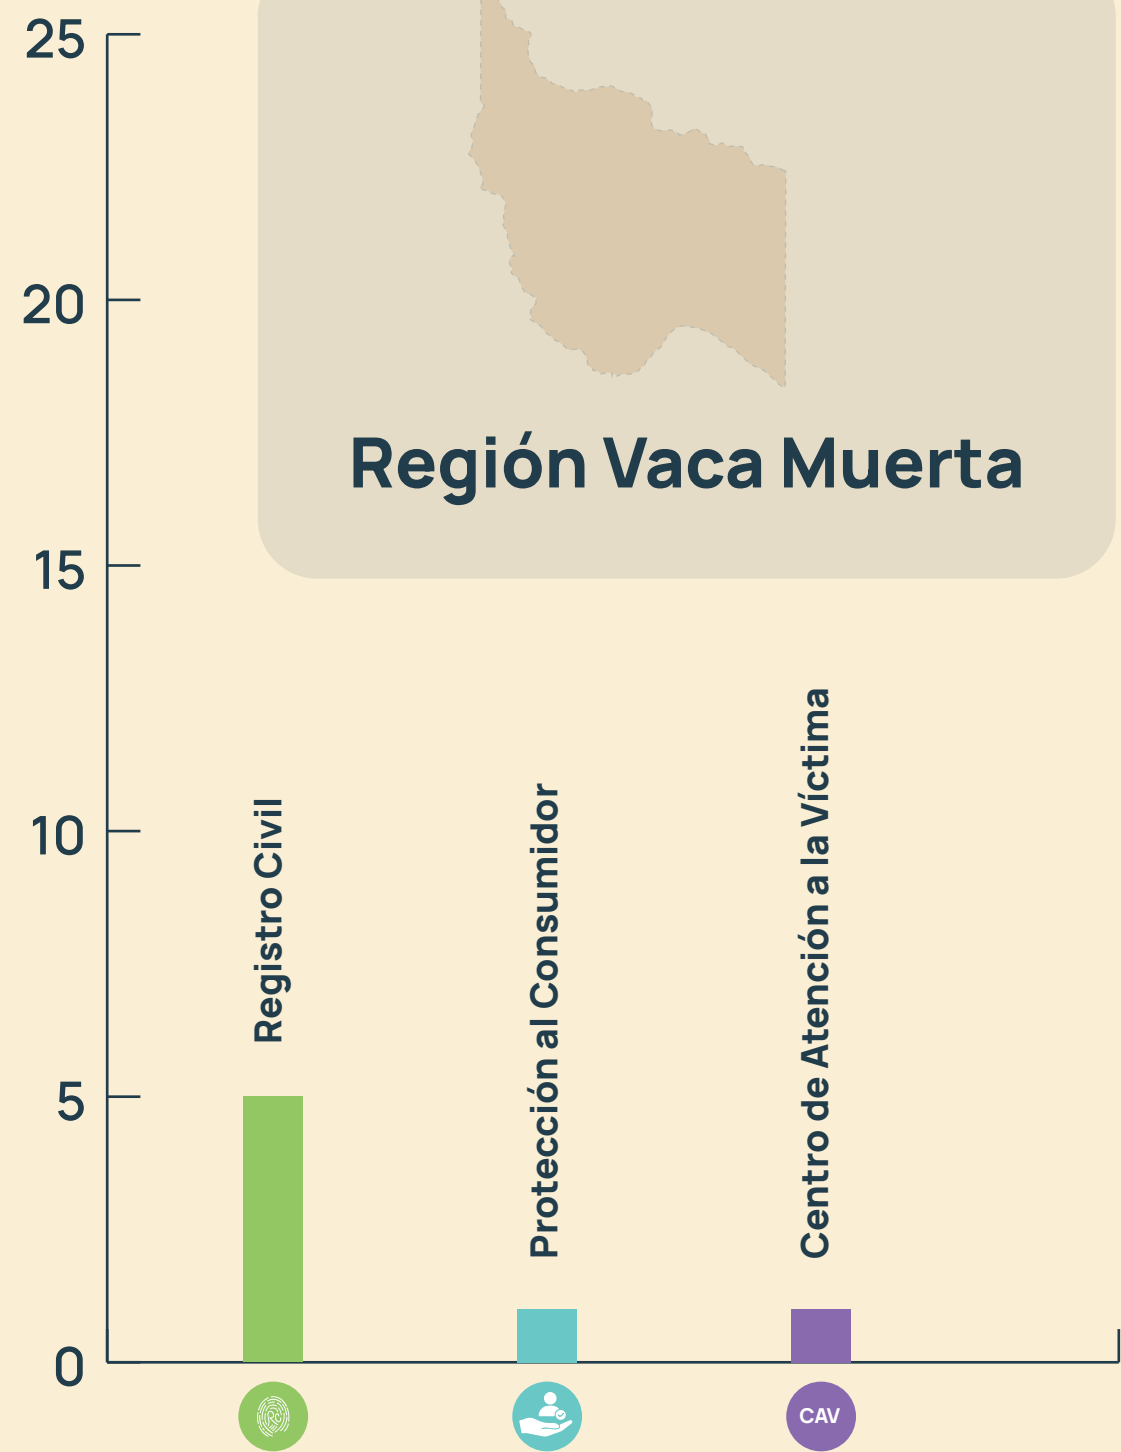 25
20
Región Vaca Muerta
15
10
5
0
Registro Civil
Protección al Consumidor
Centro de Atención a la Víctima
RC
CAV